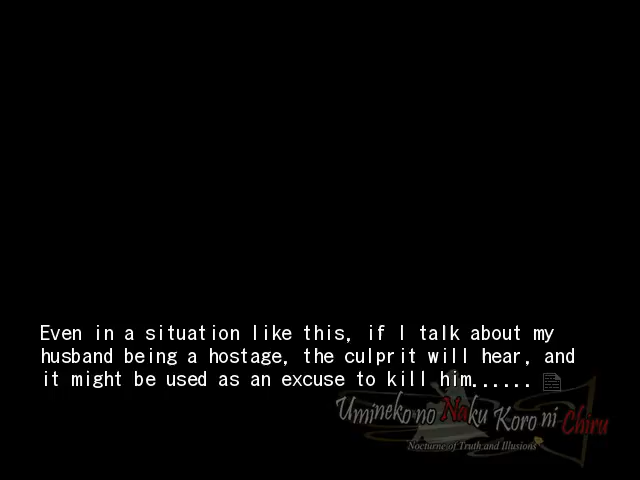 Even in a situation like this, if I talk about my
husband being a hostage, the culprit will hear, and
it might be used as an excuse to kill him......
Umineko no Naku Koro ni Chiru
Nocturne of Truth and Illusions